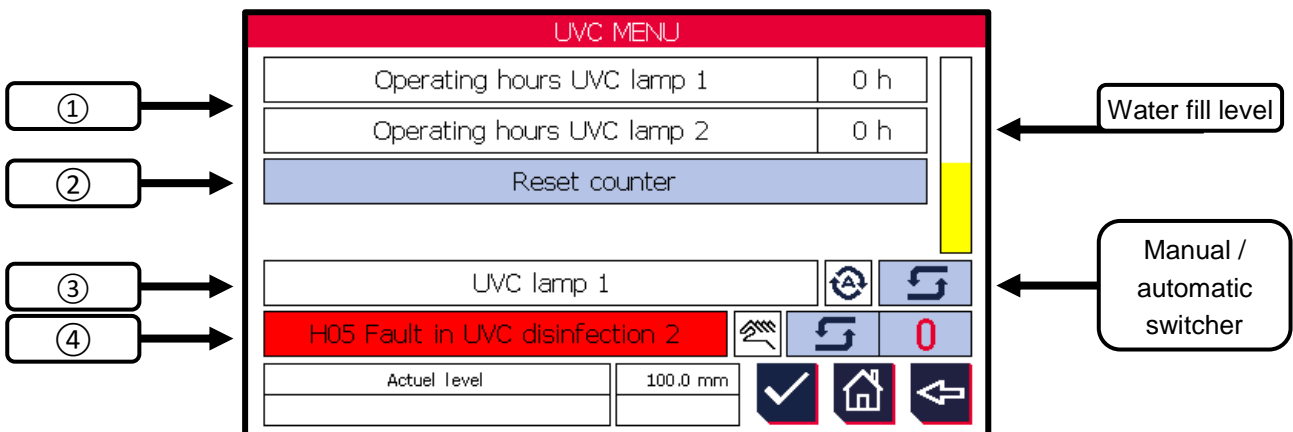 UVC MENU
① Operating hours UVC lamp 1 0 h
Operating hours UVC lamp 2 0 h
Water fill level
② Reset counter
③ UVC lamp 1 A
Manual /
automatic
switcher
④ H05 Fault in UVC disinfection 2 0
Actuel level 100.0 mm